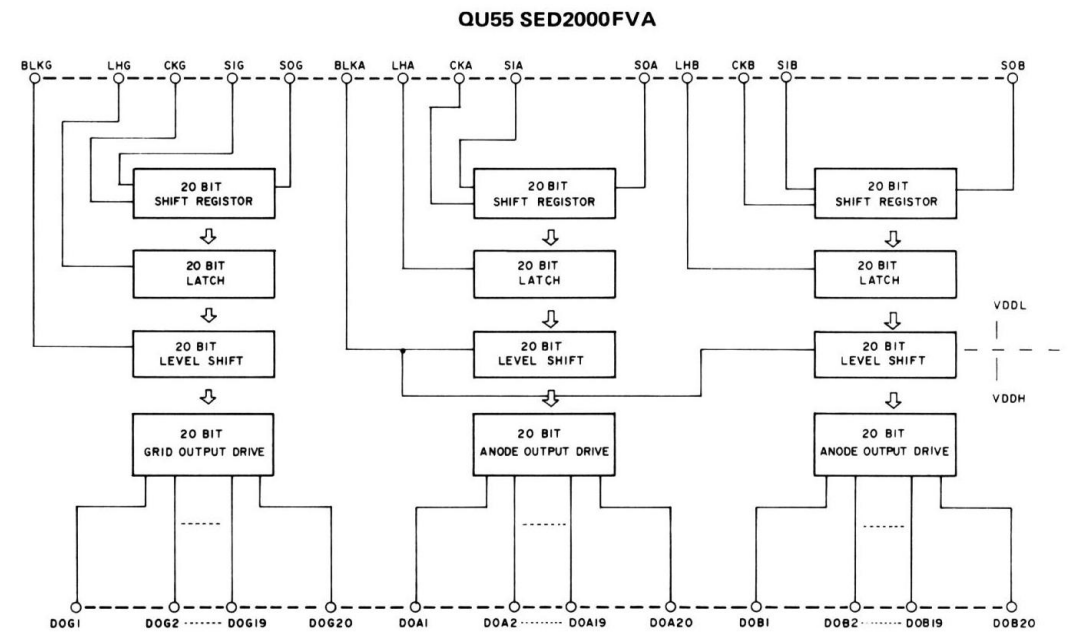 QU55 SED2000FVA
BLKG LHG CKG SIG SOG BLKA LHA CKA SIA SOA LHB CKB SIB SOB
20 BIT
SHIFT REGISTOR
20 BIT
SHIFT REGISTOR
20 BIT
SHIFT REGISTOR
20 BIT
LATCH
20 BIT
LATCH
20 BIT
LATCH
VDDL
20 BIT
LEVEL SHIFT
20 BIT
LEVEL SHIFT
20 BIT
LEVEL SHIFT
VDDH
20 BIT
GRID OUTPUT DRIVE
20 BIT
ANODE OUTPUT DRIVE
20 BIT
ANODE OUTPUT DRIVE
DOG1 DOG2 DOG19 DOG20 DOA1 DOA2 DOA19 DOA20 DOB1 DOB2 DOB19 DOB20